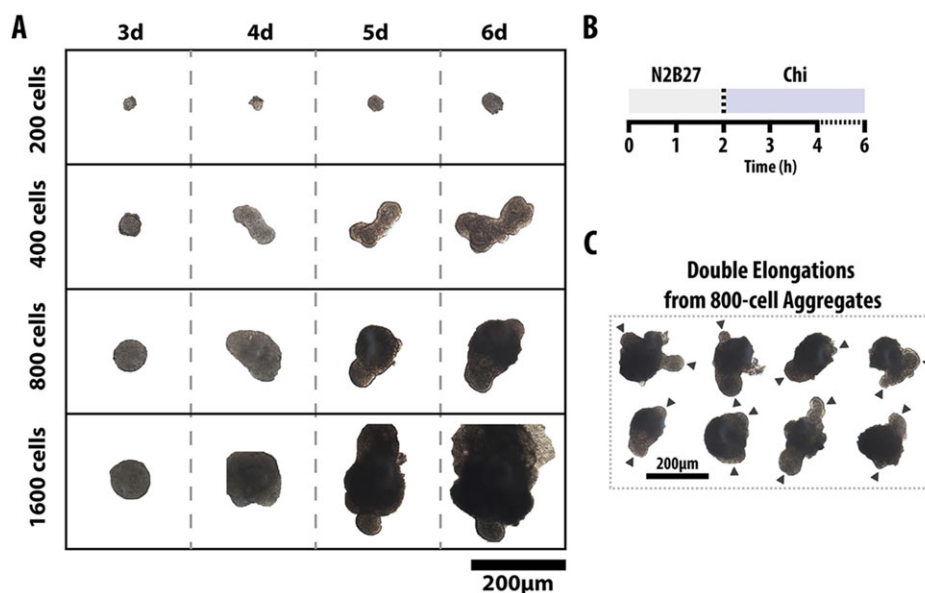 A
3d 4d 5d 6d
200 cells
400 cells
800 cells
1600 cells
200μm
B
N2B27 Chi
0 1 2 3 4 6
Time (h)
C
Double Elongations
from 800-cell Aggregates
200μm